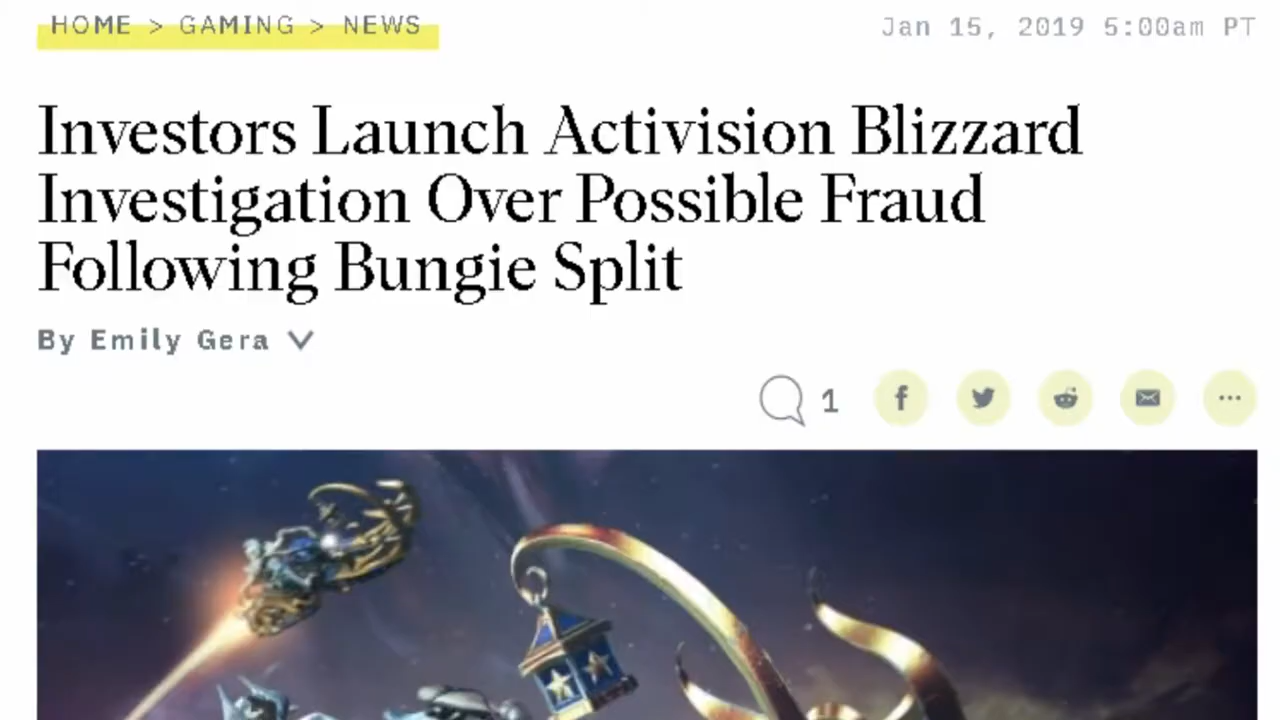 HOME > GAMING > NEWS
Jan 15, 2019 5:00am PT
Investors Launch Activision Blizzard
Investigation Over Possible Fraud
Following Bungie Split
By Emily Gera
1